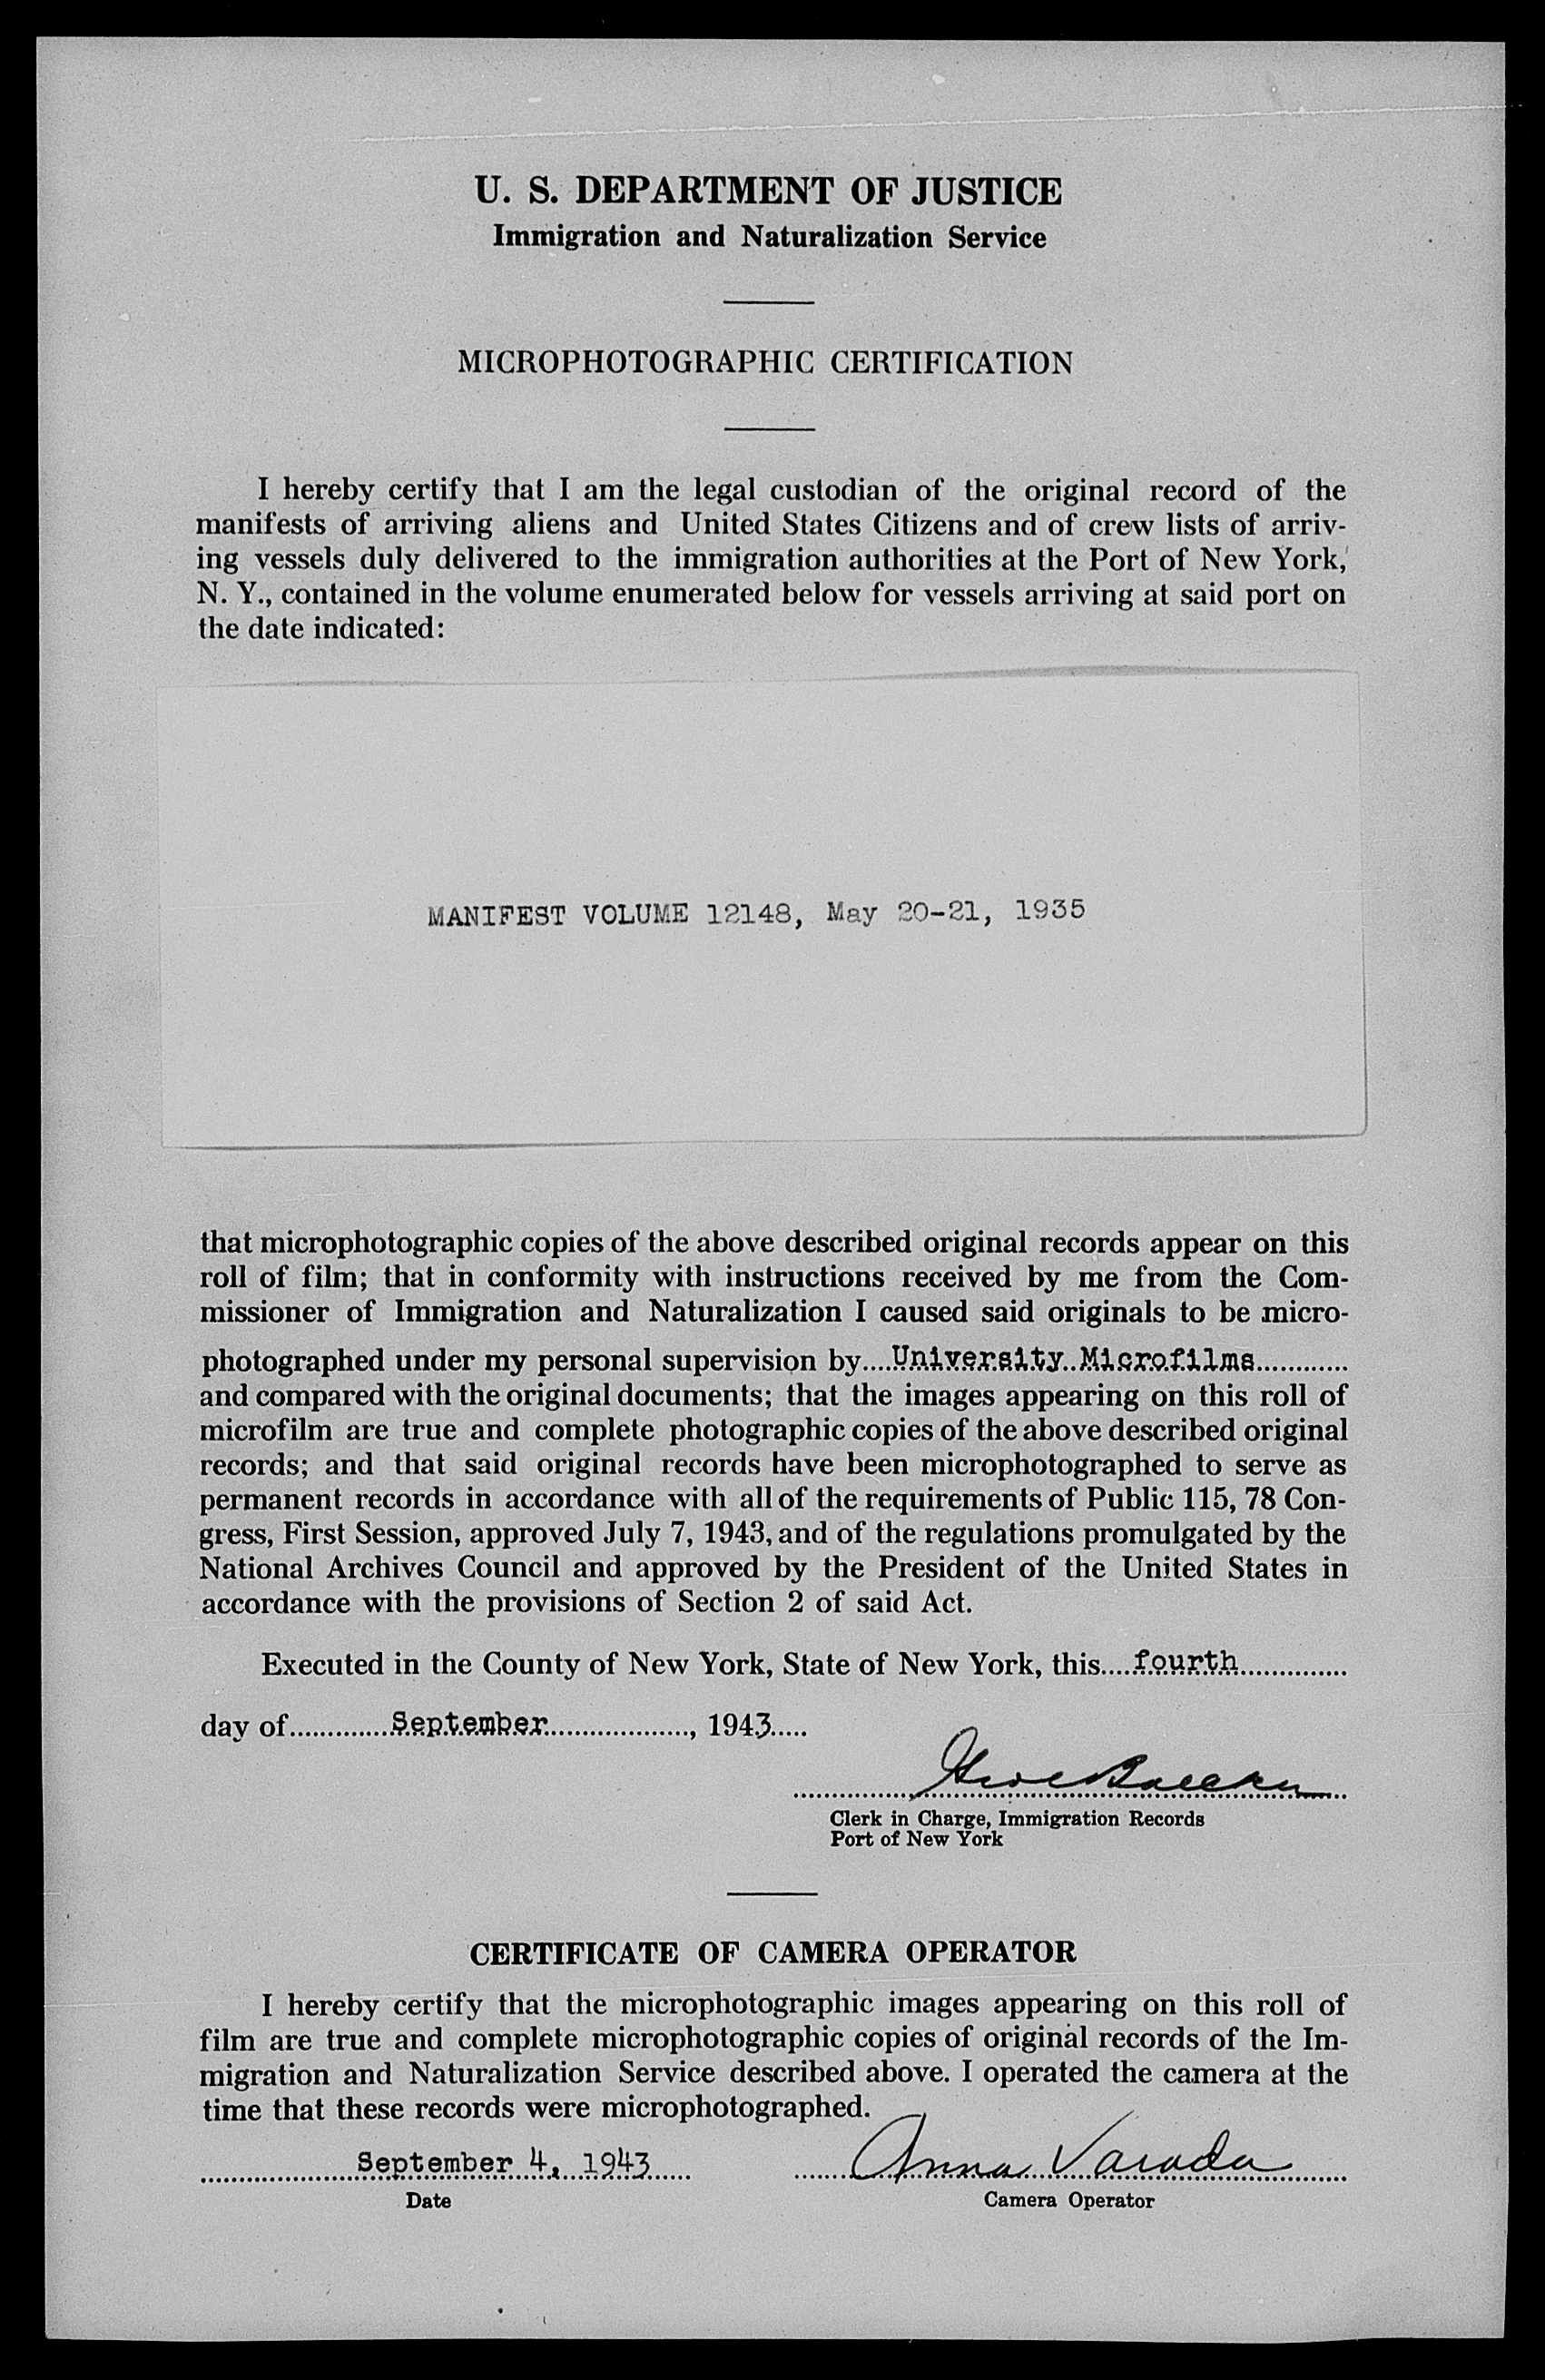 U. S. DEPARTMENT OF JUSTICE
Immigration and Naturalization Service
MICROPHOTOGRAPHIC CERTIFICATION
I hereby certify that I am the legal custodian of the original record of the
manifests of arriving aliens and United States Citizens and of crew lists of arriv-
ing vessels duly delivered to the immigration authorities at the Port of New York,
N. Y., contained in the volume enumerated below for vessels arriving at said port on
the date indicated:
MANIFEST VOLUME 12148, May 20-21, 1935
that microphotographic copies of the above described original records appear on this
roll of film; that in conformity with instructions received by me from the Com-
missioner of Immigration and Naturalization I caused said originals to be micro-
photographed under my personal supervision by....University Microfilms............
and compared with the original documents; that the images appearing on this roll of
microfilm are true and complete photographic copies of the above described original
records; and that said original records have been microphotographed to serve as
permanent records in accordance with all of the requirements of Public 115, 78 Con-
gress, First Session, approved July 7, 1943, and of the regulations promulgated by the
National Archives Council and approved by the President of the United States in
accordance with the provisions of Section 2 of said Act.
Executed in the County of New York, State of New York, this....fourth..............
day of.............September..................., 1943.....
Clerk in Charge, Immigration Records
Port of New York
CERTIFICATE OF CAMERA OPERATOR
I hereby certify that the microphotographic images appearing on this roll of
film are true and complete microphotographic copies of original records of the Im-
migration and Naturalization Service described above. I operated the camera at the
time that these records were microphotographed.
September 4, 1943 Anna Varada
Date Camera Operator